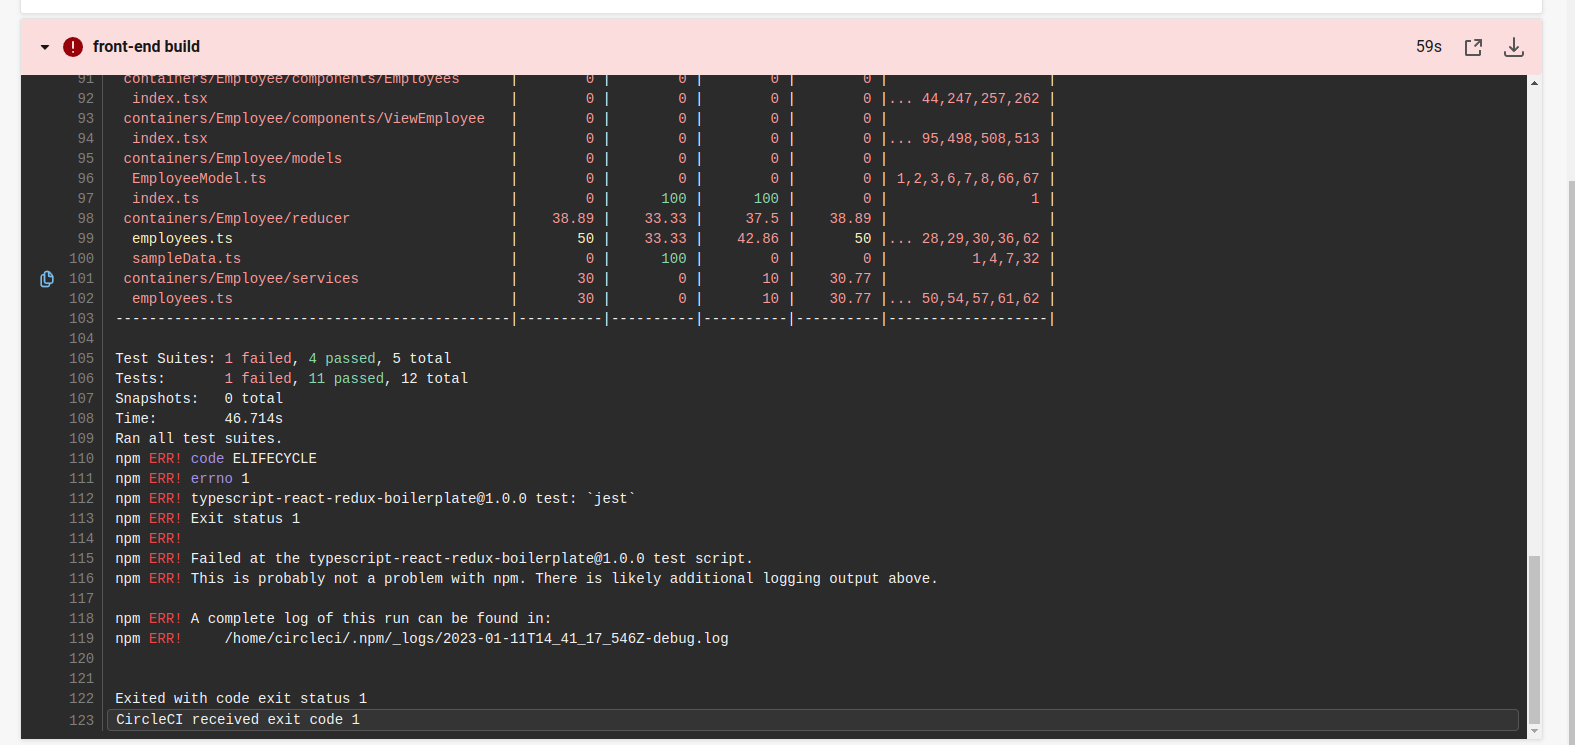 front-end build 59s
91 containers/Employee/components/Employees | 0 | 0 | 0 | 0 | |
92 index.tsx | 0 | 0 | 0 | 0 |... 44,247,257,262 |
93 containers/Employee/components/ViewEmployee | 0 | 0 | 0 | 0 | |
94 index.tsx | 0 | 0 | 0 | 0 |... 95,498,508,513 |
95 containers/Employee/models | 0 | 0 | 0 | 0 | |
96 EmployeeModel.ts | 0 | 0 | 0 | 0 | 1,2,3,6,7,8,66,67 |
97 index.ts | 0 | 100 | 100 | 0 | 1 |
98 containers/Employee/reducer | 38.89 | 33.33 | 37.5 | 38.89 | |
99 employees.ts | 50 | 33.33 | 42.86 | 50 |... 28,29,30,36,62 |
100 sampleData.ts | 0 | 100 | 0 | 0 | 1,4,7,32 |
101 containers/Employee/services | 30 | 0 | 10 | 30.77 | |
102 employees.ts | 30 | 0 | 10 | 30.77 |... 50,54,57,61,62 |
103 -----------------------------------------------|----------|----------|----------|----------|-------------------|
104
105 Test Suites: 1 failed, 4 passed, 5 total
106 Tests: 1 failed, 11 passed, 12 total
107 Snapshots: 0 total
108 Time: 46.714s
109 Ran all test suites.
110 npm ERR! code ELIFECYCLE
111 npm ERR! errno 1
112 npm ERR! typescript-react-redux-boilerplate@1.0.0 test: `jest`
113 npm ERR! Exit status 1
114 npm ERR!
115 npm ERR! Failed at the typescript-react-redux-boilerplate@1.0.0 test script.
116 npm ERR! This is probably not a problem with npm. There is likely additional logging output above.
117
118 npm ERR! A complete log of this run can be found in:
119 npm ERR! /home/circleci/.npm/_logs/2023-01-11T14_41_17_546Z-debug.log
120
121
122 Exited with code exit status 1
123 CircleCI received exit code 1